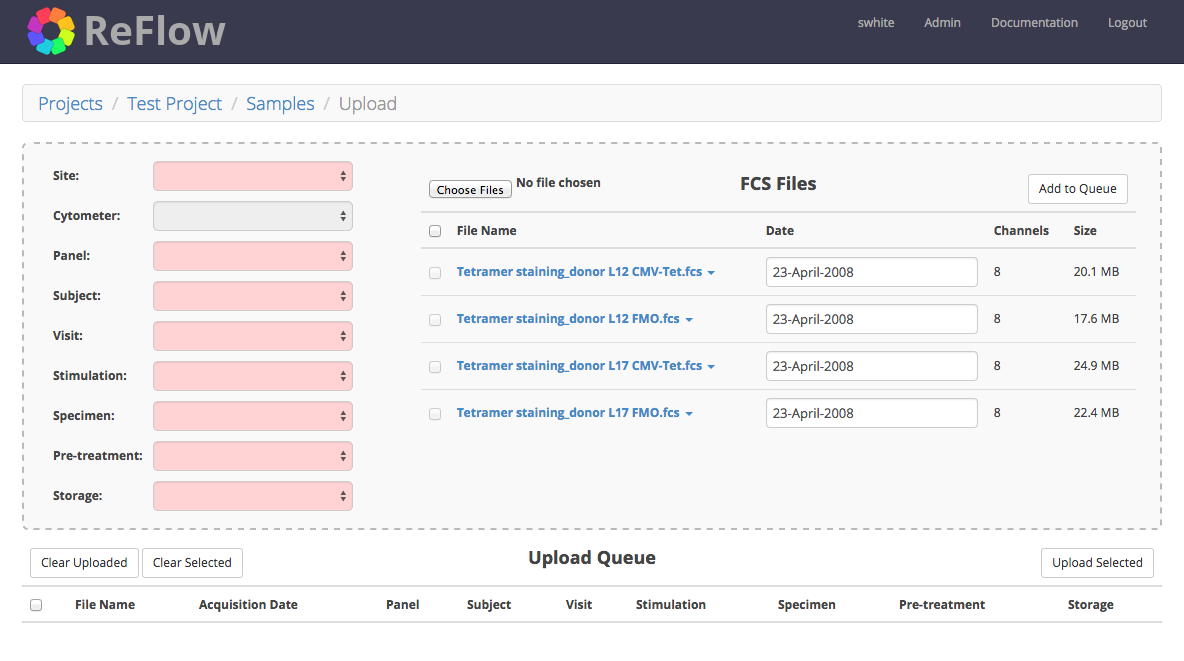 ReFlow
swhite Admin Documentation Logout
Projects / Test Project / Samples / Upload
Site:
Cytometer:
Panel:
Subject:
Visit:
Stimulation:
Specimen:
Pre-treatment:
Storage:
Choose Files No file chosen FCS Files Add to Queue
File Name Date Channels Size
Tetramer staining_donor L12 CMV-Tet.fcs 23-April-2008 8 20.1 MB
Tetramer staining_donor L12 FMO.fcs 23-April-2008 8 17.6 MB
Tetramer staining_donor L17 CMV-Tet.fcs 23-April-2008 8 24.9 MB
Tetramer staining_donor L17 FMO.fcs 23-April-2008 8 22.4 MB
Clear Uploaded Clear Selected Upload Queue Upload Selected
File Name Acquisition Date Panel Subject Visit Stimulation Specimen Pre-treatment Storage